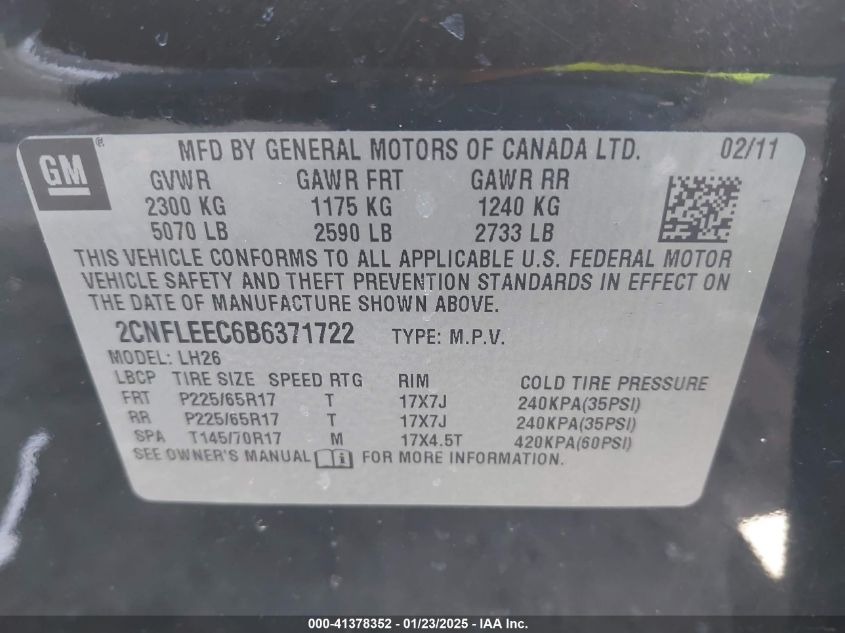 GM ® MFD BY GENERAL MOTORS OF CANADA LTD. 02/11
GVWR GAWR FRT GAWR RR
2300 KG 1175 KG 1240 KG
5070 LB 2590 LB 2733 LB
THIS VEHICLE CONFORMS TO ALL APPLICABLE U.S. FEDERAL MOTOR
VEHICLE SAFETY AND THEFT PREVENTION STANDARDS IN EFFECT ON
THE DATE OF MANUFACTURE SHOWN ABOVE.
2CNFLEEC6B6371722 TYPE: M.P.V.
MODEL: LH26
LBCP TIRE SIZE SPEED RTG RIM COLD TIRE PRESSURE
FRT P225/65R17 T 17X7J 240KPA(35PSI)
RR P225/65R17 T 17X7J 240KPA(35PSI)
SPA T145/70R17 M 17X4.5T 420KPA(60PSI)
SEE OWNER'S MANUAL FOR MORE INFORMATION.
000-41378352 - 01/23/2025 - IAA Inc.